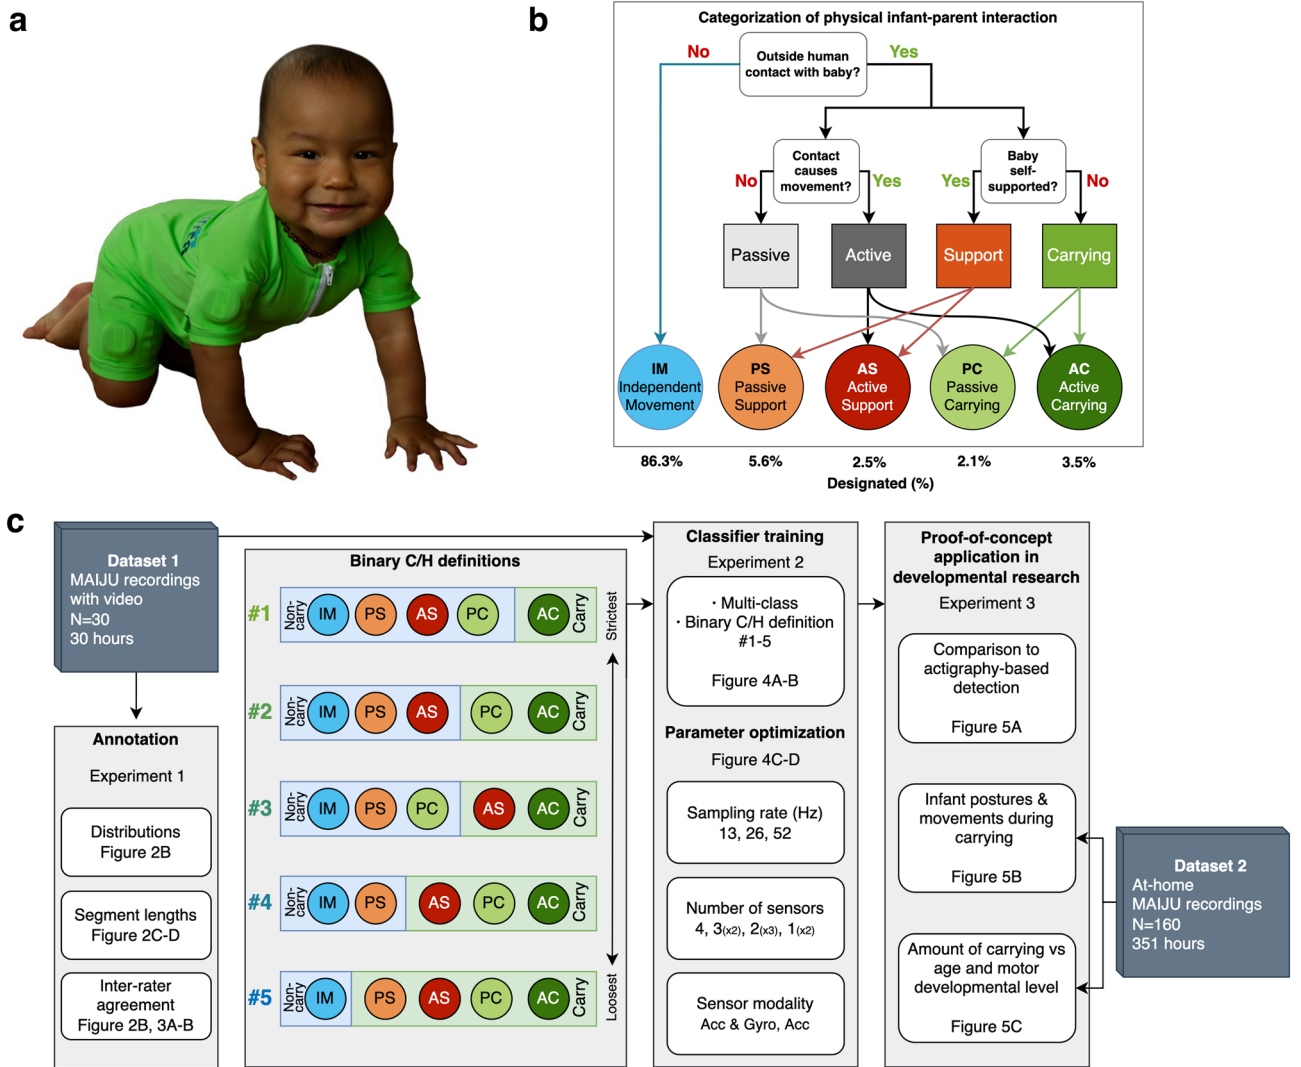 a
b
Categorization of physical infant-parent interaction
No
Outside human
contact with baby?
Yes
Contact
causes
movement?
Baby
self-
supported?
No
Yes
Yes
No
Passive
Active
Support
Carrying
IM
Independent
Movement
PS
Passive
Support
AS
Active
Support
PC
Passive
Carrying
AC
Active
Carrying
86.3%
5.6%
2.5%
2.1%
3.5%
Designated (%)
c
Dataset 1
MAIJU recordings
with video
N=30
30 hours
Annotation
Experiment 1
Distributions
Figure 2B
Segment lengths
Figure 2C-D
Inter-rater
agreement
Figure 2B, 3A-B
Binary C/H definitions
#1
Non-
carry
IM
PS
AS
PC
AC
Carry
#2
Non-
carry
IM
PS
AS
PC
AC
Carry
#3
Non-
carry
IM
PS
PC
AS
AC
Carry
#4
Non-
carry
IM
PS
AS
PC
AC
Carry
#5
Non-
carry
IM
PS
AS
PC
AC
Carry
Strictest
Loosest
Classifier training
Experiment 2
· Multi-class
· Binary C/H definition
#1-5
Figure 4A-B
Parameter optimization
Figure 4C-D
Sampling rate (Hz)
13, 26, 52
Number of sensors
4, 3(x2), 2(x3), 1(x2)
Sensor modality
Acc & Gyro, Acc
Proof-of-concept
application in
developmental research
Experiment 3
Comparison to
actigraphy-based
detection
Figure 5A
Infant postures &
movements during
carrying
Figure 5B
Amount of carrying vs
age and motor
developmental level
Figure 5C
Dataset 2
At-home
MAIJU recordings
N=160
351 hours